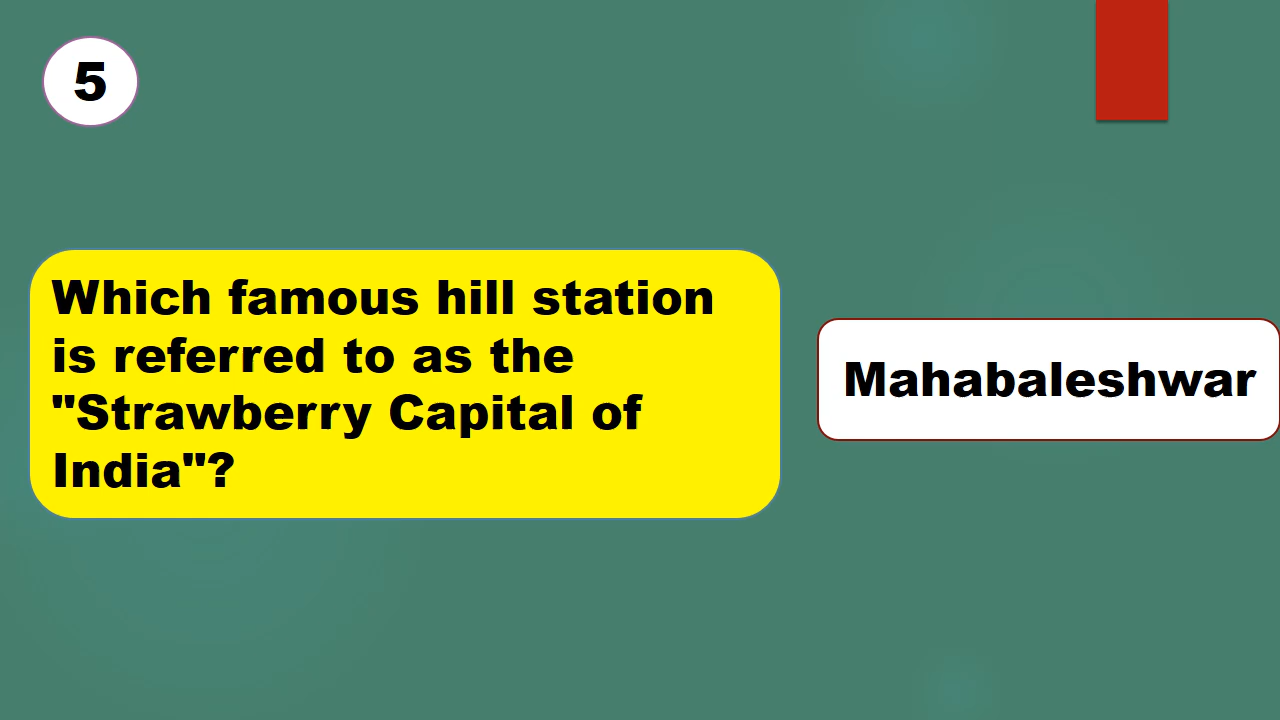 5
Which famous hill station
is referred to as the
"Strawberry Capital of
India"?
Mahabaleshwar